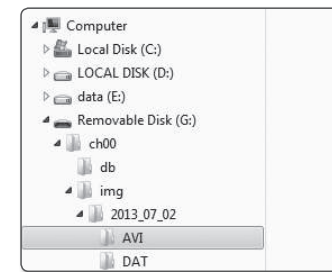 Computer
Local Disk (C:)
LOCAL DISK (D:)
data (E:)
Removable Disk (G:)
ch00
db
img
2013_07_02
AVI
DAT